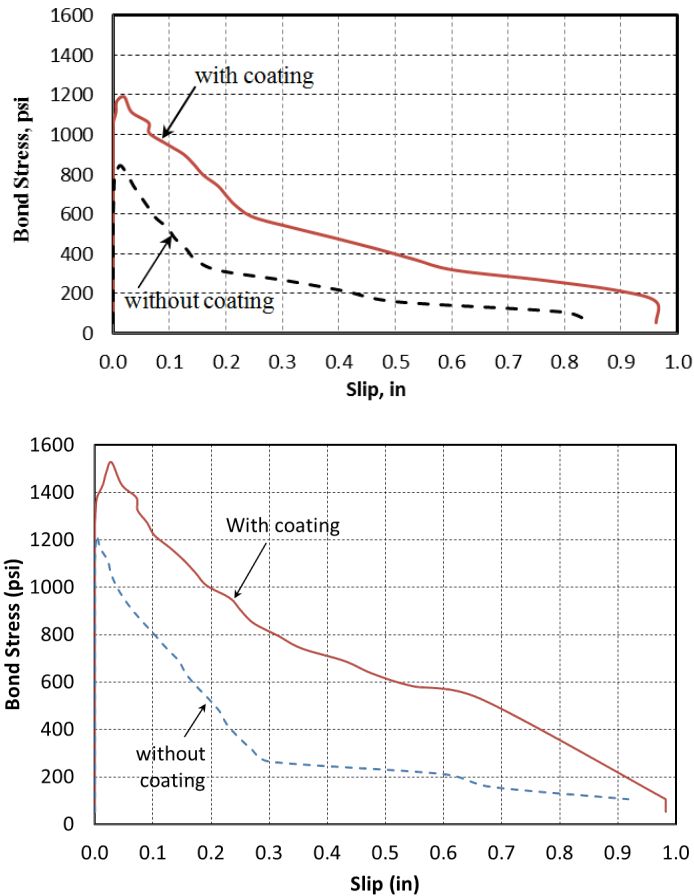 1600
1400
1200
1000
800
600
400
200
0
Bond Stress, psi
with coating
without coating
0.0 0.1 0.2 0.3 0.4 0.5 0.6 0.7 0.8 0.9 1.0
Slip, in
1600
1400
1200
1000
800
600
400
200
0
Bond Stress (psi)
With coating
without
coating
0.0 0.1 0.2 0.3 0.4 0.5 0.6 0.7 0.8 0.9 1.0
Slip (in)